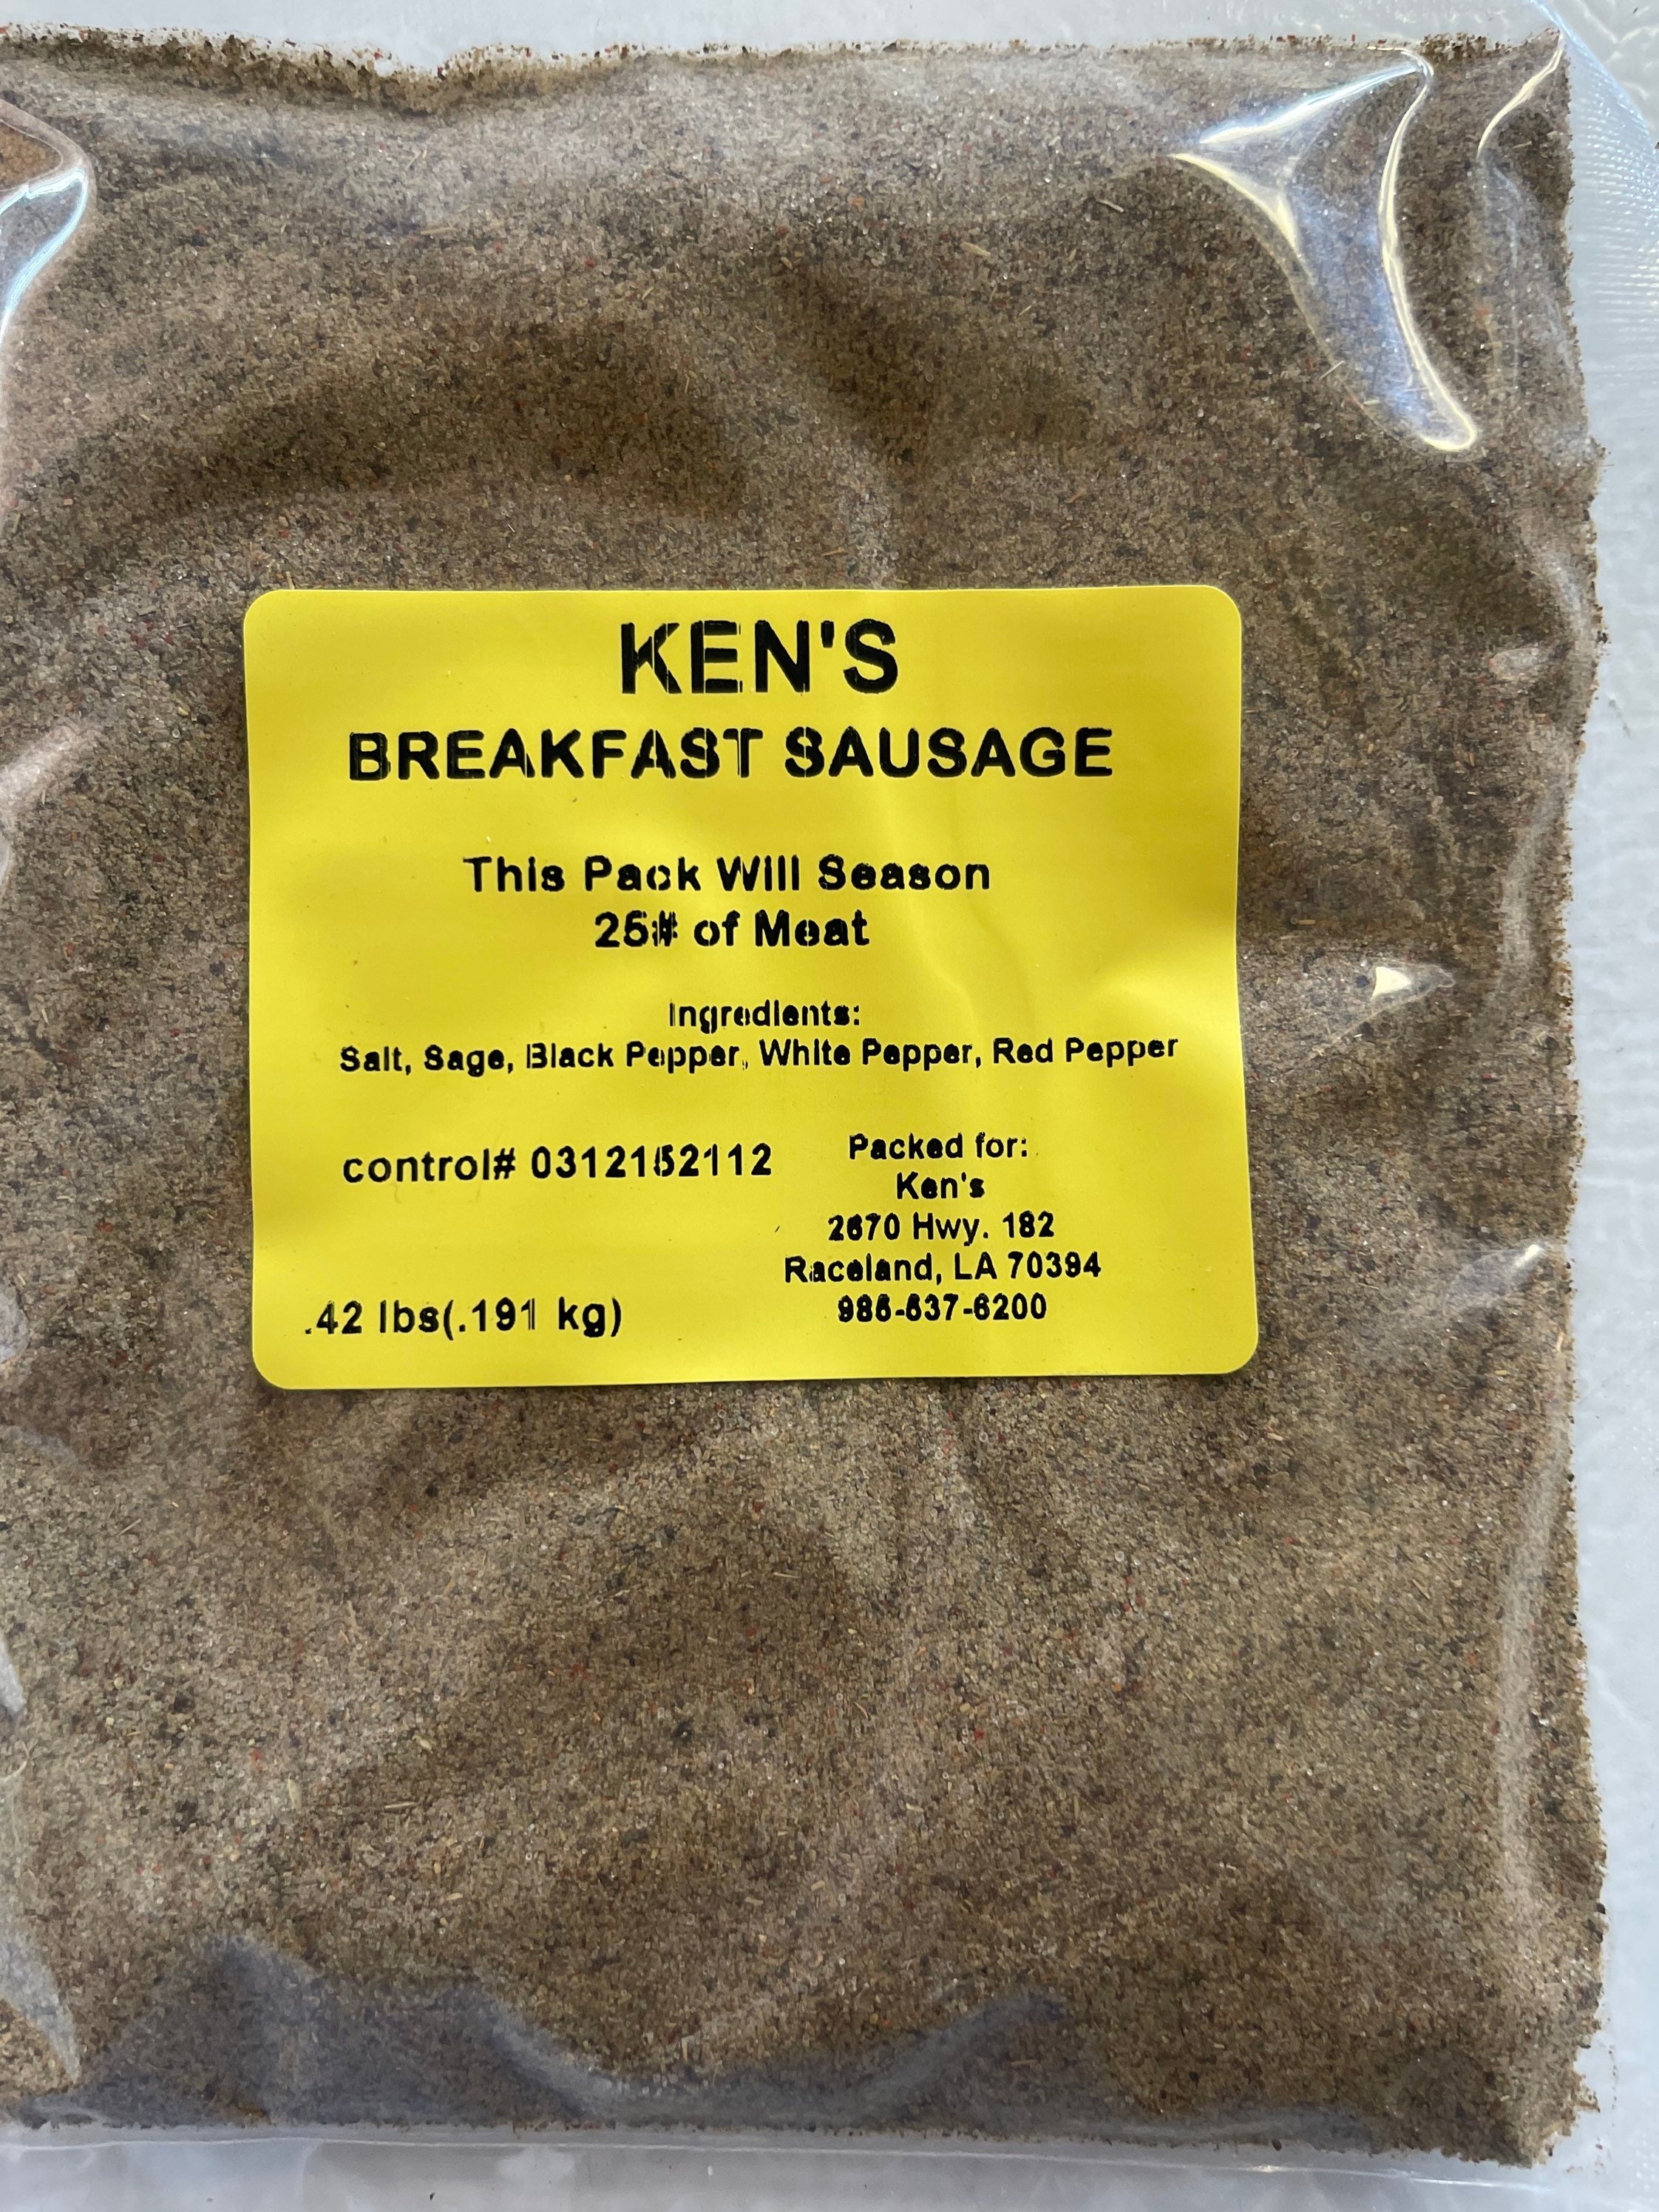 KEN'S
BREAKFAST SAUSAGE
This Pack Will Season
25# of Meat
Ingredients:
Salt, Sage, Black Pepper, White Pepper, Red Pepper
control# 0312152112
Packed for:
Ken's
2670 Hwy. 182
Raceland, LA 70394
985-537-6200
.42 lbs(.191 kg)